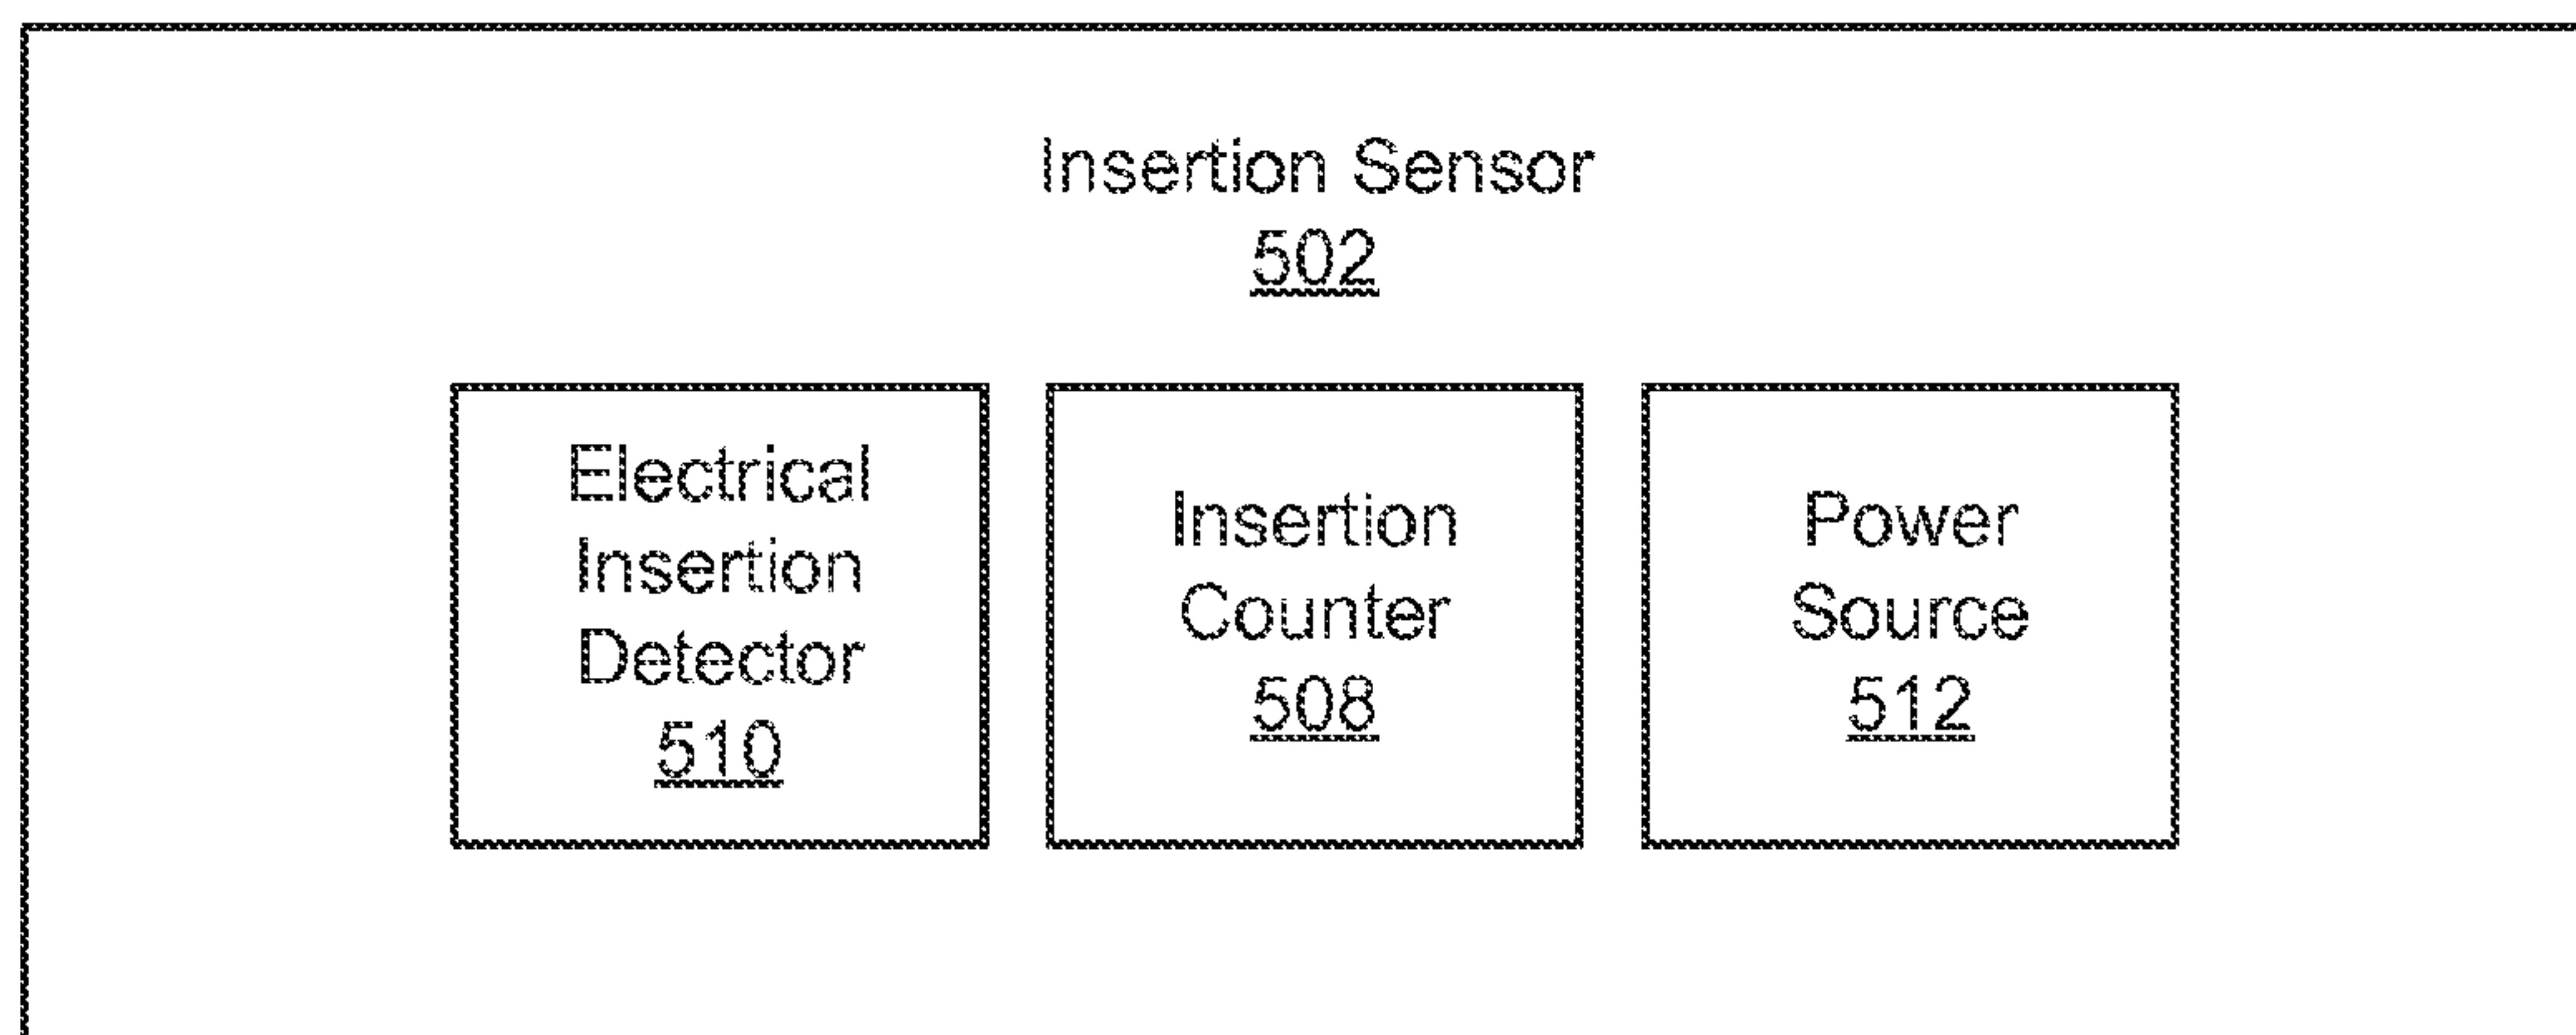 Insertion Sensor
502
Electrical
Insertion
Detector
510
Insertion
Counter
508
Power
Source
512